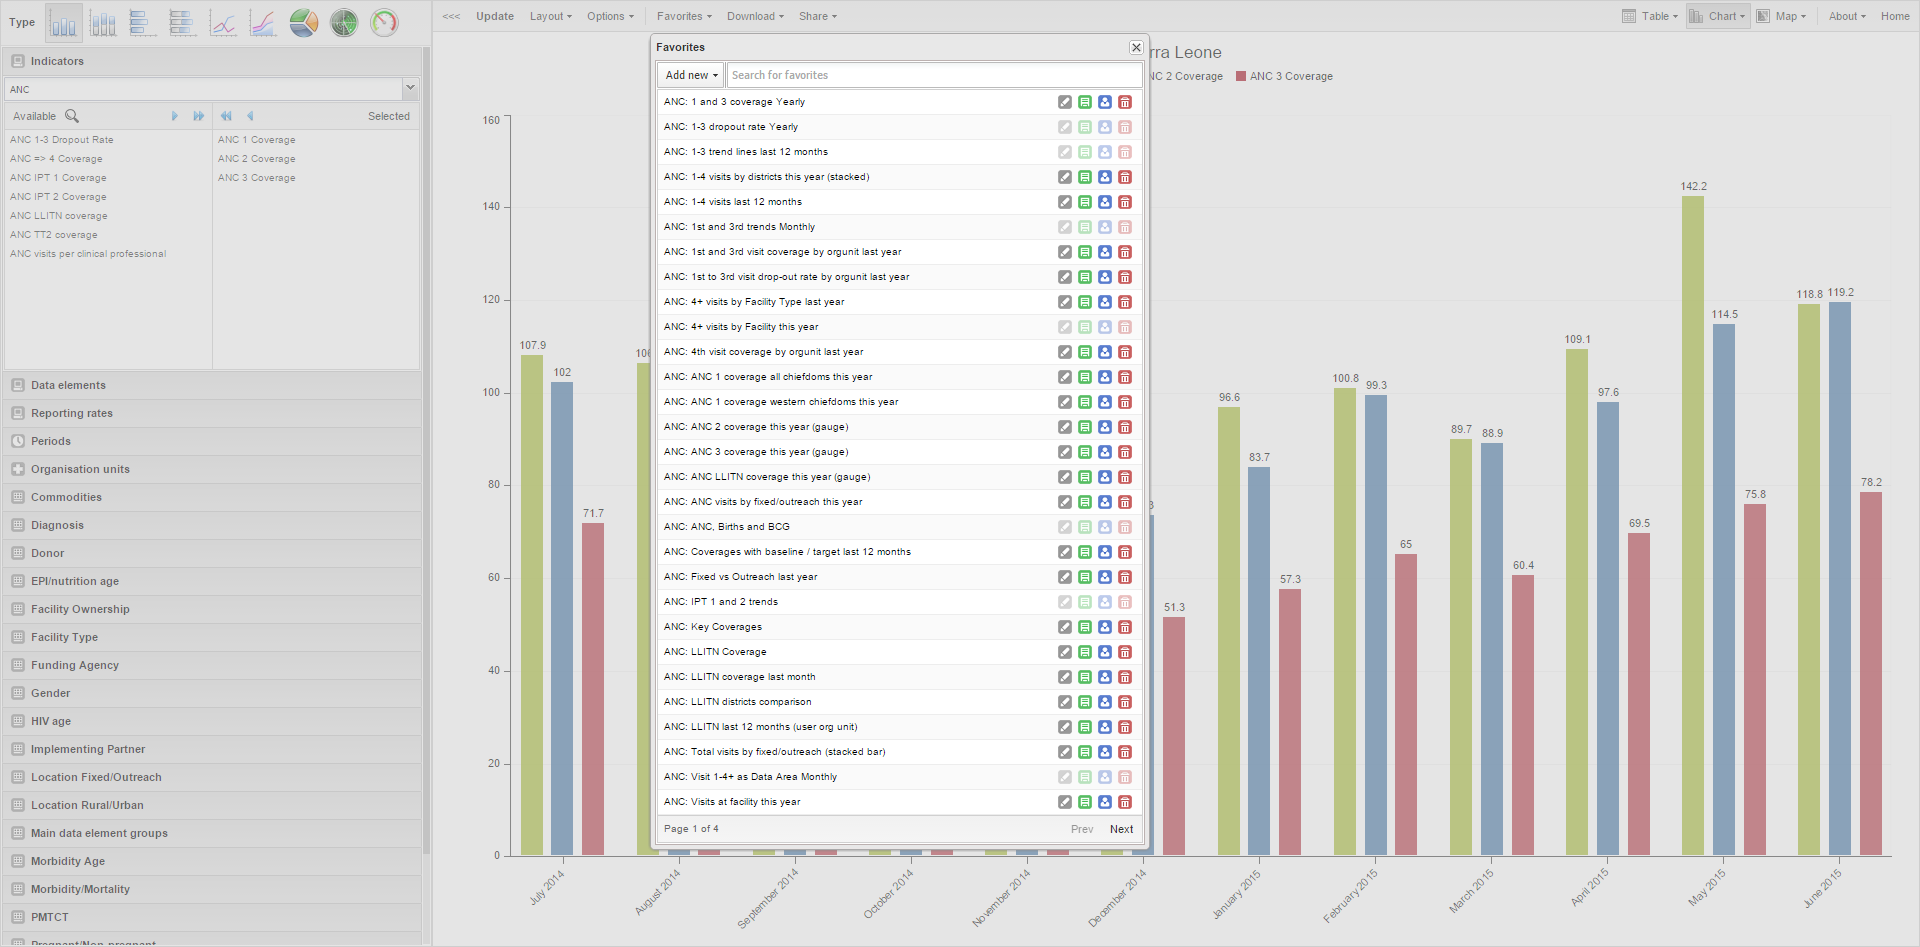 Type
<<< Update Layout Options Favorites Download Share
Table Chart Map About Home
Indicators
ANC
Available
Selected
ANC 1-3 Dropout Rate
ANC => 4 Coverage
ANC IPT 1 Coverage
ANC IPT 2 Coverage
ANC LLITN coverage
ANC TT2 coverage
ANC visits per clinical professional
ANC 1 Coverage
ANC 2 Coverage
ANC 3 Coverage
Data elements
Reporting rates
Periods
Organisation units
Commodities
Diagnosis
Donor
EPI/nutrition age
Facility Ownership
Facility Type
Funding Agency
Gender
HIV age
Implementing Partner
Location Fixed/Outreach
Location Rural/Urban
Main data element groups
Morbidity Age
Morbidity/Mortality
PMTCT
Pregnant/Non-pregnant
Favorites
Add new
Search for favorites
ANC: 1 and 3 coverage Yearly
ANC: 1-3 dropout rate Yearly
ANC: 1-3 trend lines last 12 months
ANC: 1-4 visits by districts this year (stacked)
ANC: 1-4 visits last 12 months
ANC: 1st and 3rd trends Monthly
ANC: 1st and 3rd visit coverage by orgunit last year
ANC: 1st to 3rd visit drop-out rate by orgunit last year
ANC: 4+ visits by Facility Type last year
ANC: 4+ visits by Facility this year
ANC: 4th visit coverage by orgunit last year
ANC: ANC 1 coverage all chiefdoms this year
ANC: ANC 1 coverage western chiefdoms this year
ANC: ANC 2 coverage this year (gauge)
ANC: ANC 3 coverage this year (gauge)
ANC: ANC LLITN coverage this year (gauge)
ANC: ANC visits by fixed/outreach this year
ANC: ANC, Births and BCG
ANC: Coverages with baseline / target last 12 months
ANC: Fixed vs Outreach last year
ANC: IPT 1 and 2 trends
ANC: Key Coverages
ANC: LLITN Coverage
ANC: LLITN coverage last month
ANC: LLITN districts comparison
ANC: LLITN last 12 months (user org unit)
ANC: Total visits by fixed/outreach (stacked bar)
ANC: Visit 1-4+ as Data Area Monthly
ANC: Visits at facility this year
Page 1 of 4
Prev Next
rra Leone
NC 2 Coverage ANC 3 Coverage
160
140
120
100
80
60
40
20
0
107.9
102
71.7
10
3
51.3
96.6
83.7
57.3
100.8
99.3
65
89.7
88.9
60.4
109.1
97.6
69.5
142.2
114.5
75.8
118.8
119.2
78.2
July 2014
August 2014
September 2014
October 2014
November 2014
December 2014
January 2015
February 2015
March 2015
April 2015
May 2015
June 2015